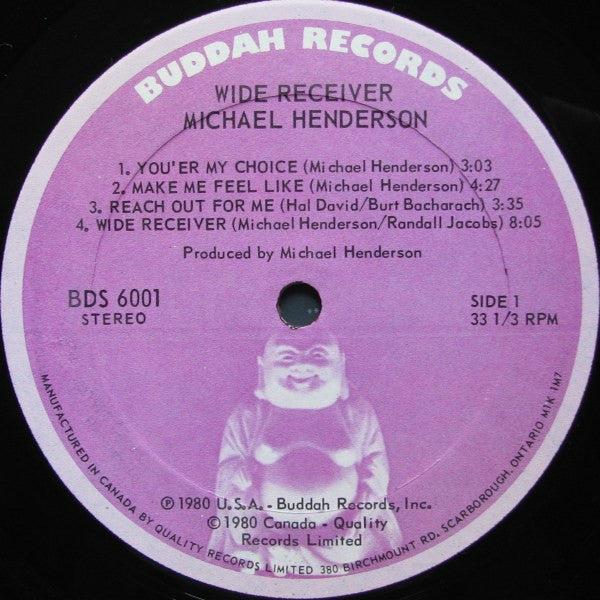 BUDDAH RECORDS
WIDE RECEIVER
MICHAEL HENDERSON
1. YOU'ER MY CHOICE (Michael Henderson) 3:03
2. MAKE ME FEEL LIKE (Michael Henderson) 4:27
3. REACH OUT FOR ME (Hal David/Burt Bacharach) 3:35
4. WIDE RECEIVER (Michael Henderson/Randall Jacobs) 8:05
Produced by Michael Henderson
BDS 6001
STEREO
SIDE 1
33 1/3 RPM
℗ 1980 U.S.A. - Buddah Records, Inc.
© 1980 Canada - Quality
Records Limited
MANUFACTURED IN CANADA BY QUALITY RECORDS LIMITED 380 BIRCHMOUNT RD. SCARBOROUGH, ONTARIO M1K 1M7